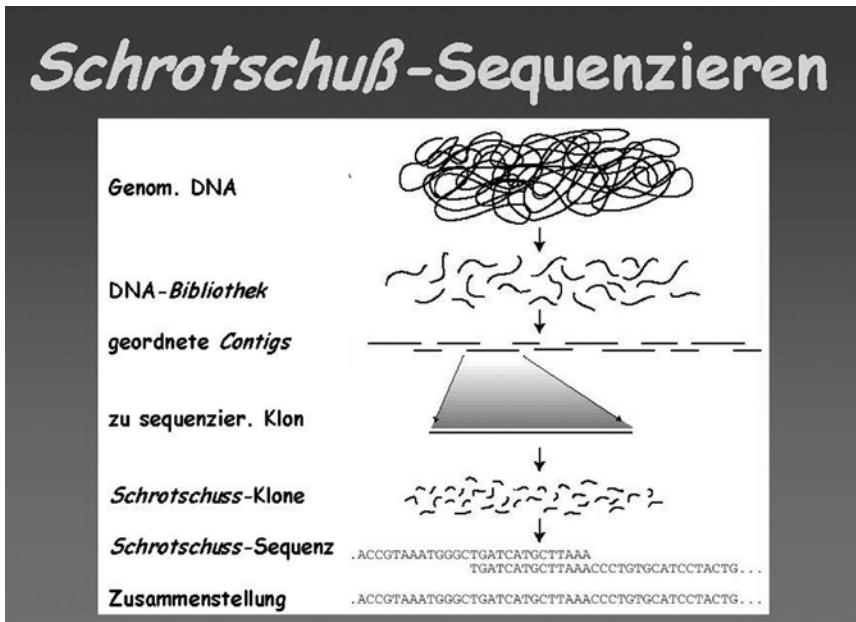 Schrotschuß-Sequenzieren
Genom. DNA
DNA-Bibliothek
geordnete Contigs
zu sequenzier. Klon
Schrotschuss-Klone
Schrotschuss-Sequenz
.ACCGTAAATGGGCTGATCATGCTTAAA
TGATCATGCTTAAACCCTGTGCATCCTACTG...
Zusammenstellung
.ACCGTAAATGGGCTGATCATGCTTAAACCCTGTGCATCCTACTG...